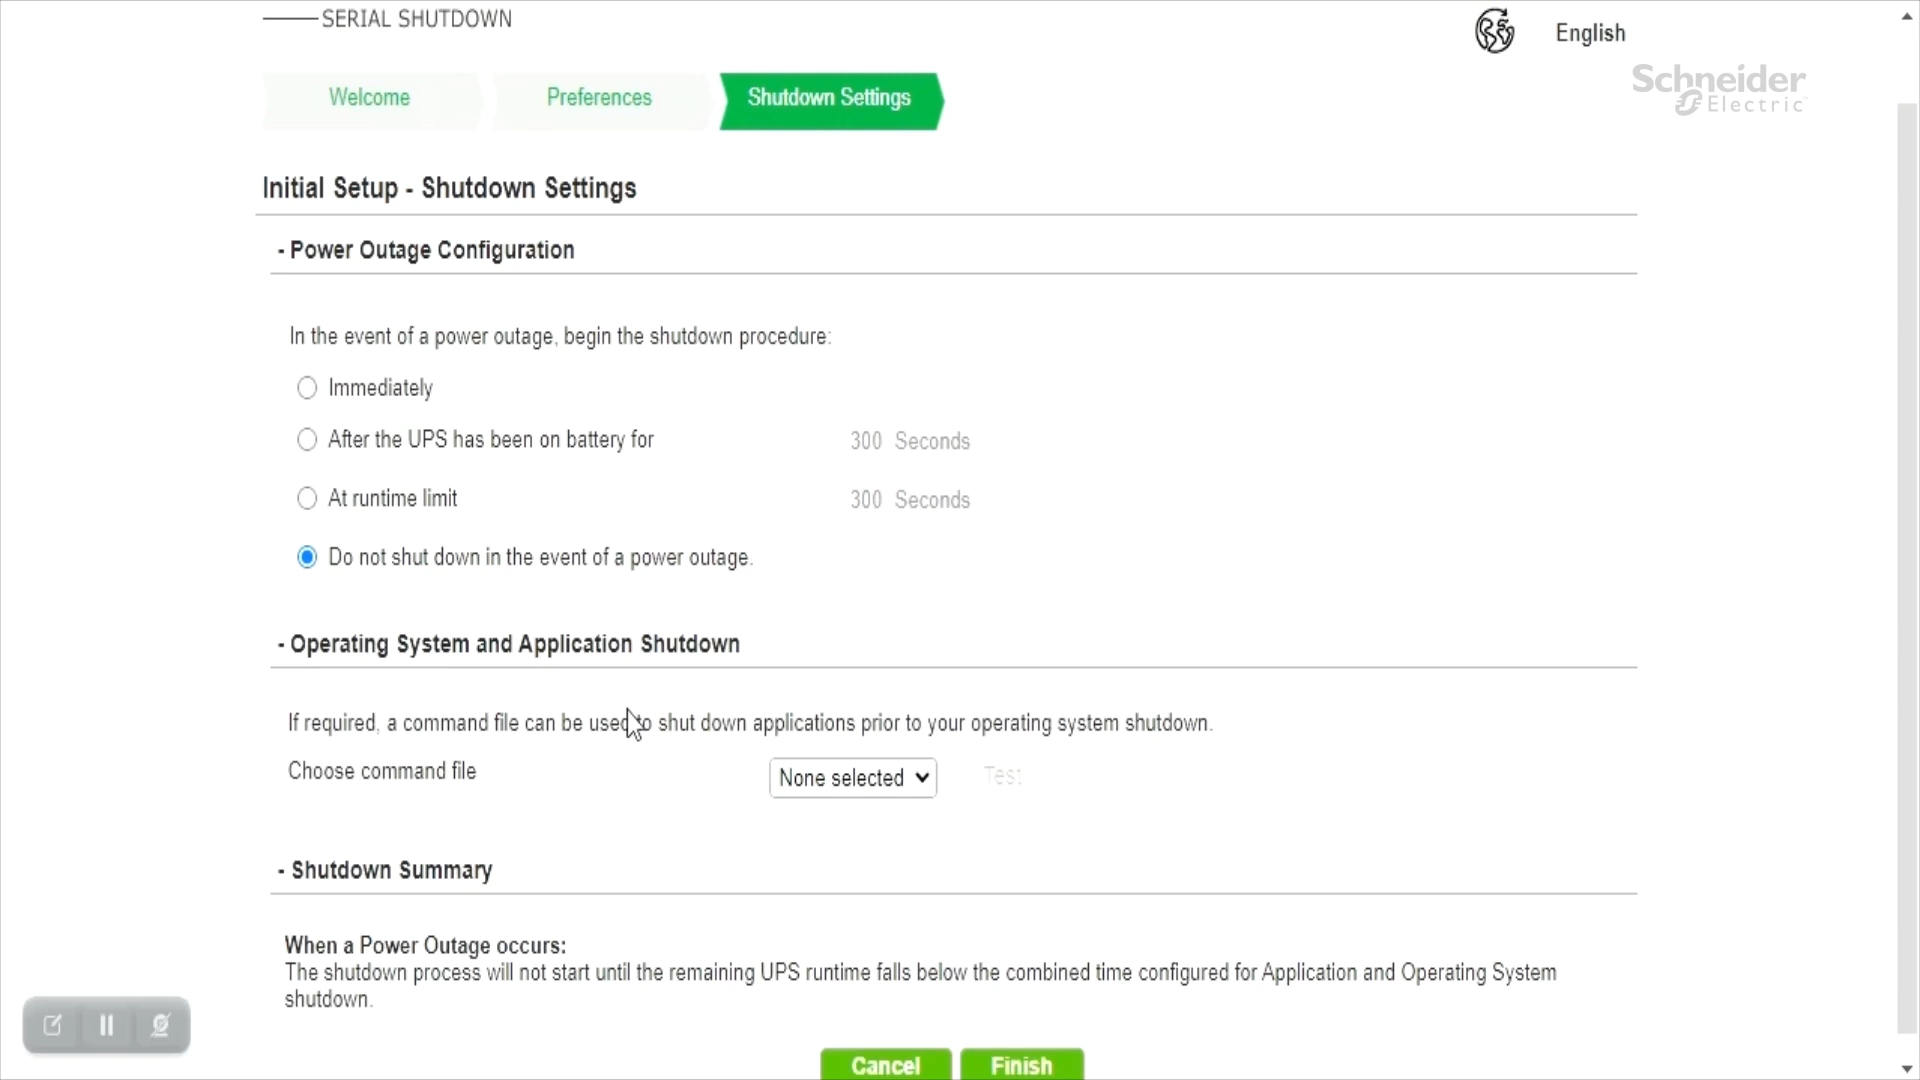 SERIAL SHUTDOWN
English
Schneider
Electric
Welcome
Preferences
Shutdown Settings
Initial Setup - Shutdown Settings
- Power Outage Configuration
In the event of a power outage, begin the shutdown procedure:
Immediately
After the UPS has been on battery for 300 Seconds
At runtime limit 300 Seconds
Do not shut down in the event of a power outage.
- Operating System and Application Shutdown
If required, a command file can be used to shut down applications prior to your operating system shutdown.
Choose command file None selected Test
- Shutdown Summary
When a Power Outage occurs:
The shutdown process will not start until the remaining UPS runtime falls below the combined time configured for Application and Operating System
shutdown.
Cancel Finish